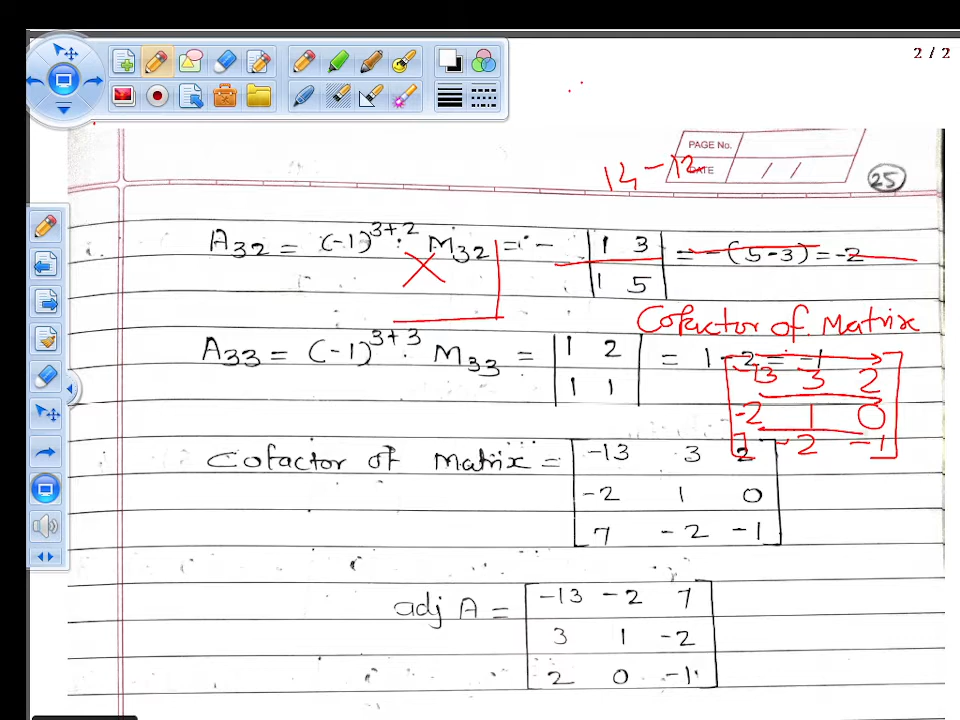 2 / 2
PAGE No.
DATE / /
14 - 12
25
A32 = (-1)^3+2 . M32 = - |1 3| = - (5-3) = -2
|1 5|
Cofactor of Matrix
A33 = (-1)^3+3 . M33 = |1 2| = 1-2 = -1
|1 1|
-13 3 2
-2 1 0
7 -2 -1
Cofactor of Matrix = [-13 3 2
-2 1 0
7 -2 -1]
adj A = [-13 -2 7
3 1 -2
2 0 -1]